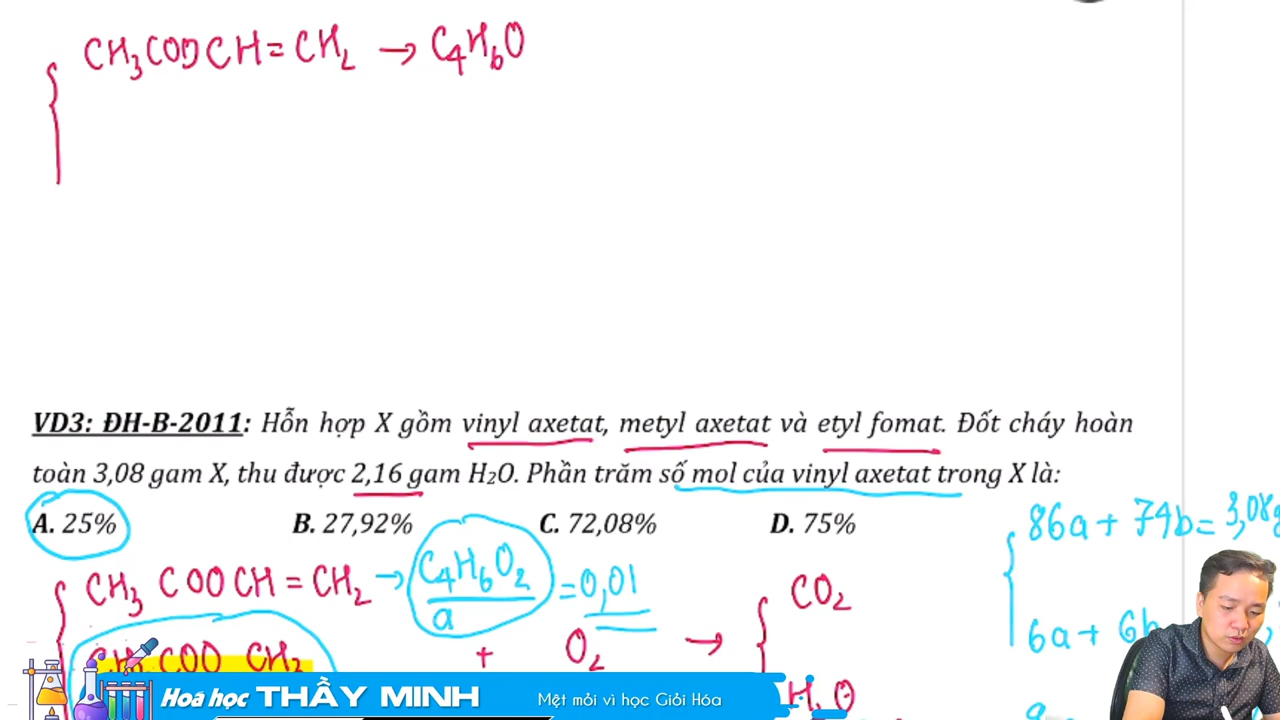 CH3COOCH=CH2 → C4H6O
VD3: ĐH-B-2011: Hỗn hợp X gồm vinyl axetat, metyl axetat và etyl fomat. Đốt cháy hoàn
toàn 3,08 gam X, thu được 2,16 gam H2O. Phần trăm số mol của vinyl axetat trong X là:
A. 25% B. 27,92% C. 72,08% D. 75%
86a + 74b = 3,08g
CH3COOCH=CH2 → C4H6O2 = 0,01
a
CO2
6a + 6b
CH3COOCH3
+ O2 →
H2O
Hoá học THẦY MINH Mệt mỏi vì học Giỏi Hóa